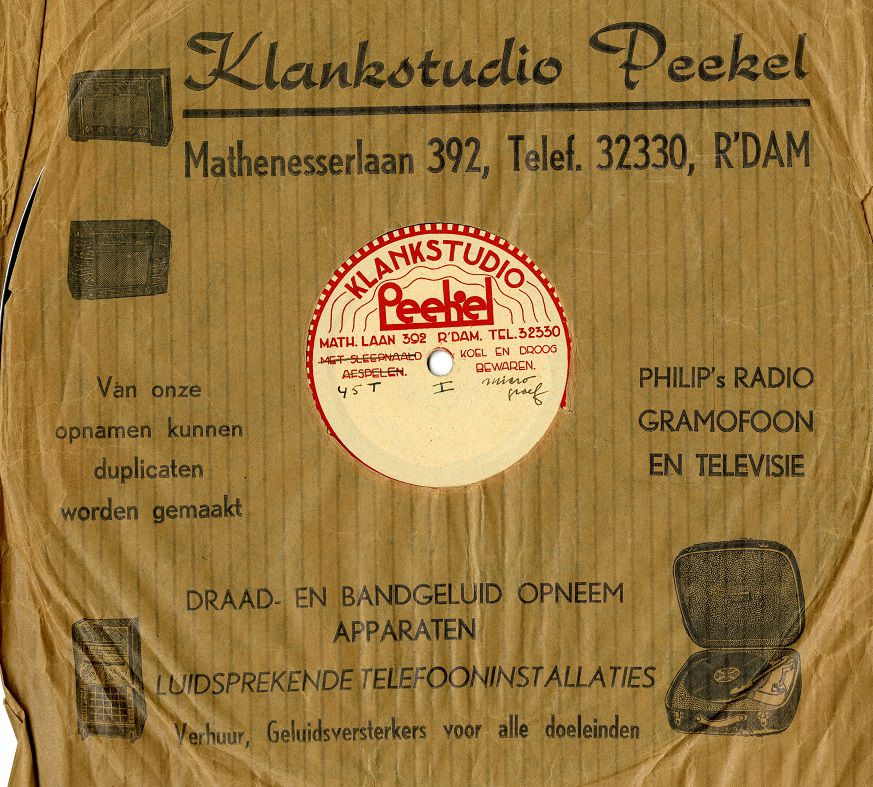 Klankstudio Peekel
Mathenesserlaan 392, Telef. 32330, R'DAM
KLANKSTUDIO
Peekel
MATH. LAAN 392 R'DAM. TEL. 32330
MET SLEEPNAALD
AFSPELEN.
KOEL EN DROOG
BEWAREN.
45 T
I
micro
groef
Van onze
opnamen kunnen
duplicaten
worden gemaakt
PHILIP's RADIO
GRAMOFOON
EN TELEVISIE
DRAAD- EN BANDGELUID OPNEEM
APPARATEN
LUIDSPREKENDE TELEFOONINSTALLATIES
Verhuur, Geluidsversterkers voor alle doeleinden